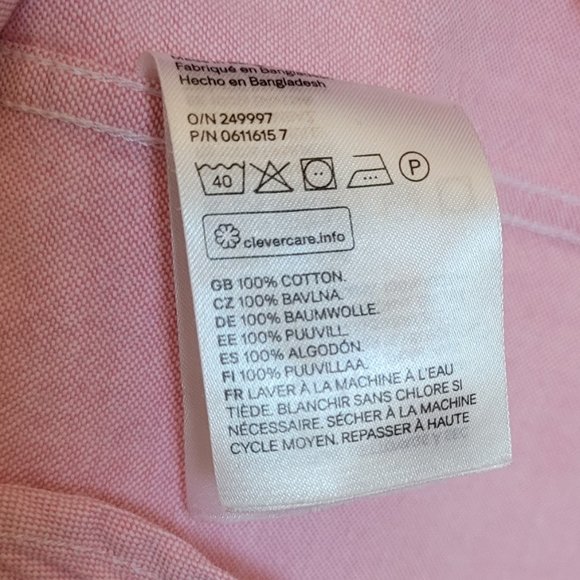 Fabriqué en Bangladesh
Hecho en Bangladesh
O/N 249997
P/N 0611615 7
40
P
clevercare.info
GB 100% COTTON.
CZ 100% BAVLNA.
DE 100% BAUMWOLLE.
EE 100% PUUVILL.
ES 100% ALGODÓN.
FI 100% PUUVILLAA.
FR LAVER À LA MACHINE À L'EAU
TIÈDE. BLANCHIR SANS CHLORE SI
NÉCESSAIRE. SÉCHER À LA MACHINE
CYCLE MOYEN. REPASSER À HAUTE